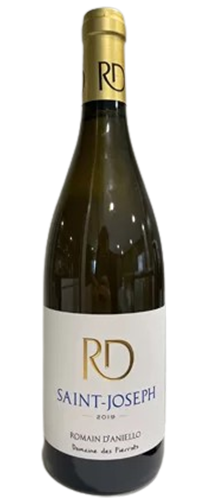 RD
RD
SAINT-JOSEPH
2019
ROMAIN D'ANIELLO
Domaine des Pierrets